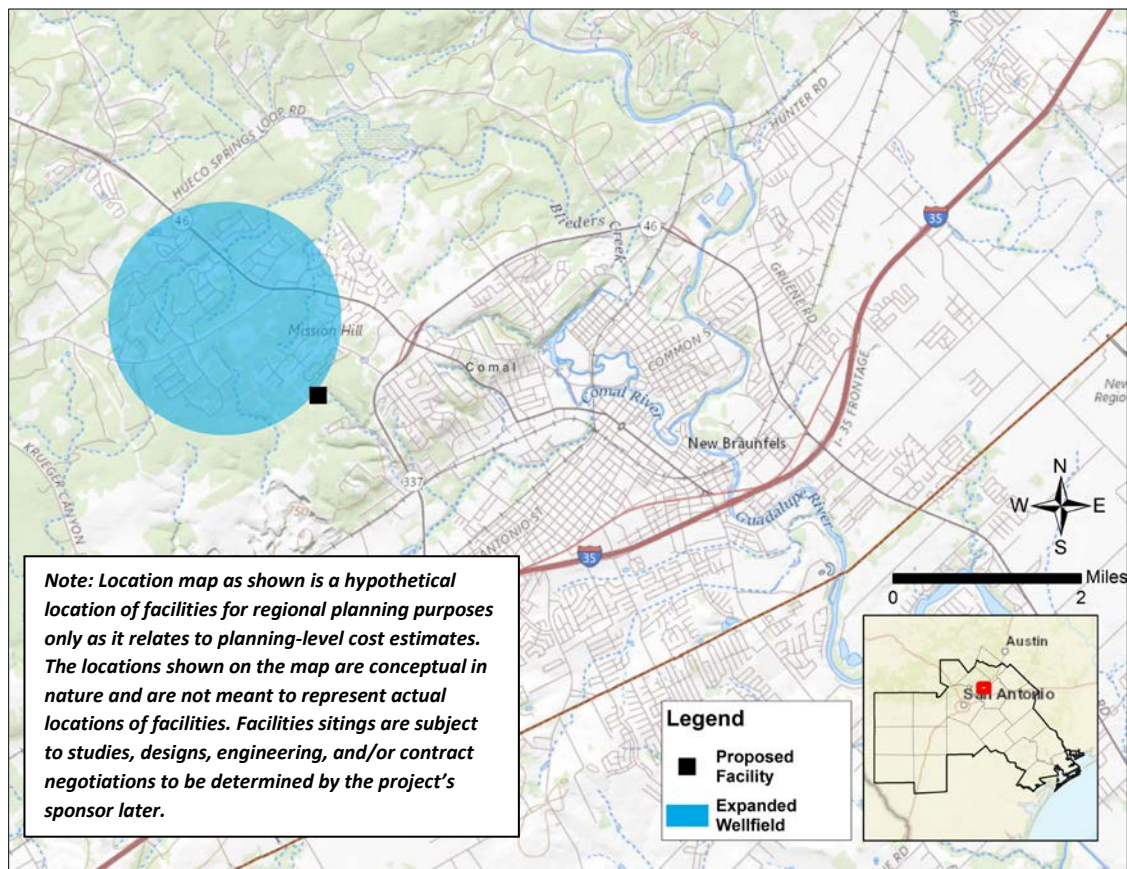 HUECO SPRINGS LOOP RD
HUNTER RD
46
Blieders
Creek
46
35
GRUENE RD
Mission Hill
Comal
COMMON ST
Comal River
I- 35 FRONTAGE
New Braunfels
KRUEGER CANYON
337
750
Guadalupe
River
ANTONIO ST
35
N
W E
S
Miles
0 2
Note: Location map as shown is a hypothetical
location of facilities for regional planning purposes
only as it relates to planning-level cost estimates.
The locations shown on the map are conceptual in
nature and are not meant to represent actual
locations of facilities. Facilities sitings are subject
to studies, designs, engineering, and/or contract
negotiations to be determined by the project's
sponsor later.
Legend
Proposed
Facility
Expanded
Wellfield
Austin
San Antonio